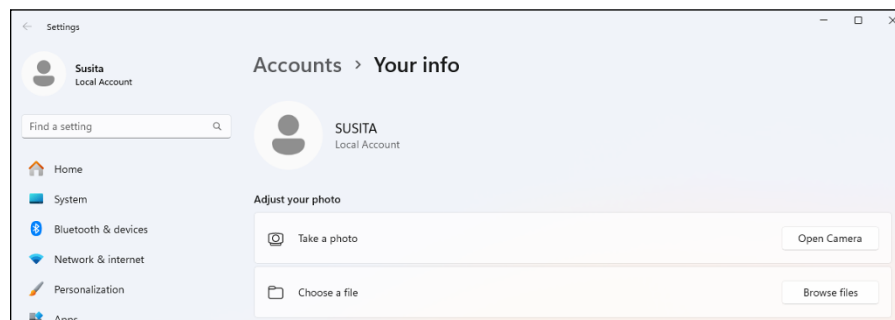 Settings
Susita
Local Account
Find a setting
Home
System
Bluetooth & devices
Network & internet
Personalization
Apps
Accounts > Your info
SUSITA
Local Account
Adjust your photo
Take a photo
Open Camera
Choose a file
Browse files